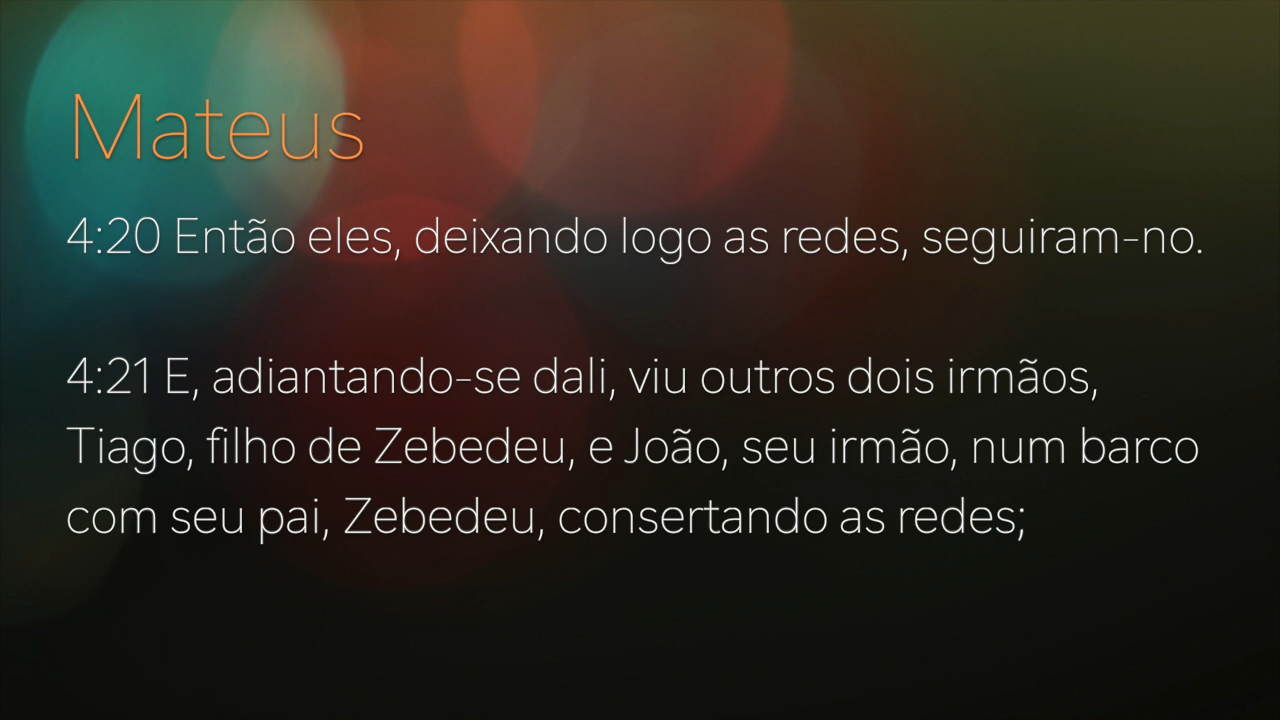 Mateus
4:20 Então eles, deixando logo as redes, seguiram-no.
4:21 E, adiantando-se dali, viu outros dois irmãos,
Tiago, filho de Zebedeu, e João, seu irmão, num barco
com seu pai, Zebedeu, consertando as redes;